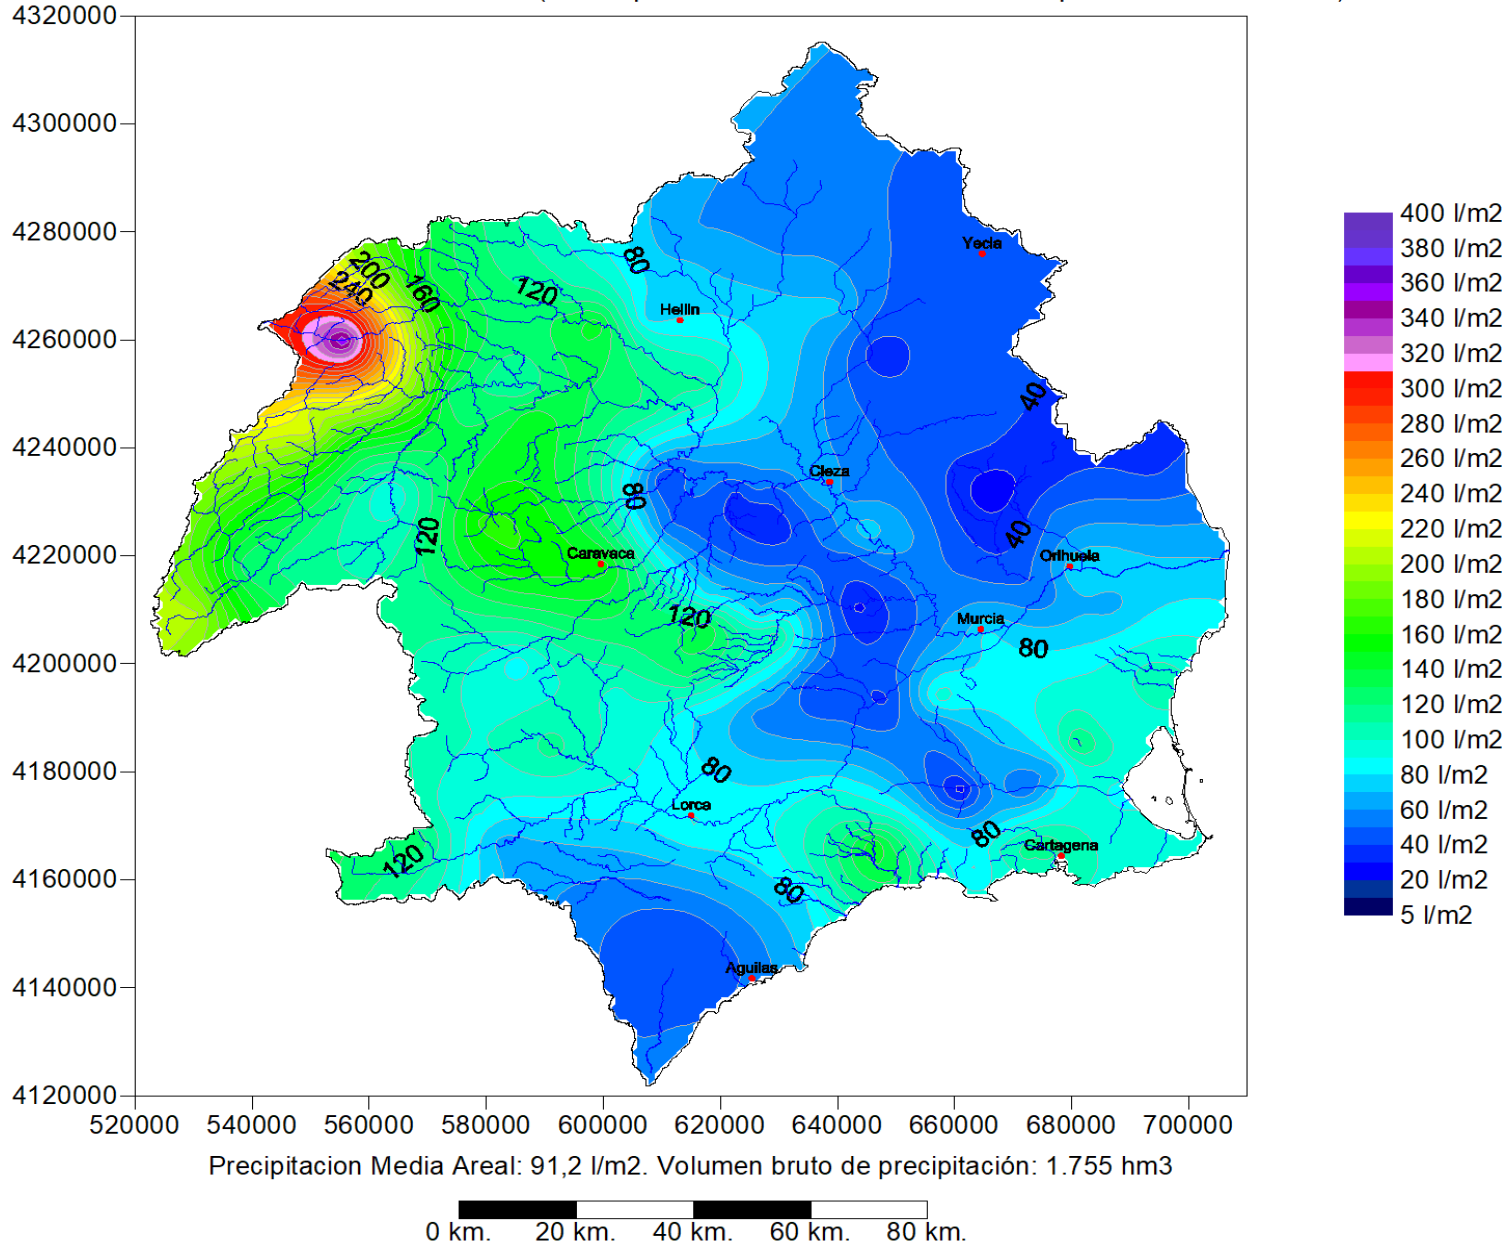 4320000
4300000
4280000
4260000
4240000
4220000
4200000
4180000
4160000
4140000
4120000
520000 540000 560000 580000 600000 620000 640000 660000 680000 700000
Yecla
80
200
240
160
120
Hellin
40
Cieza
80
120
40
Caravaca
Orihuela
120
Murcia
80
80
Lorca
80
Cartagena
120
80
Aguilas
400 l/m2
380 l/m2
360 l/m2
340 l/m2
320 l/m2
300 l/m2
280 l/m2
260 l/m2
240 l/m2
220 l/m2
200 l/m2
180 l/m2
160 l/m2
140 l/m2
120 l/m2
100 l/m2
80 l/m2
60 l/m2
40 l/m2
20 l/m2
5 l/m2
Precipitacion Media Areal: 91,2 l/m2. Volumen bruto de precipitación: 1.755 hm3
0 km. 20 km. 40 km. 60 km. 80 km.